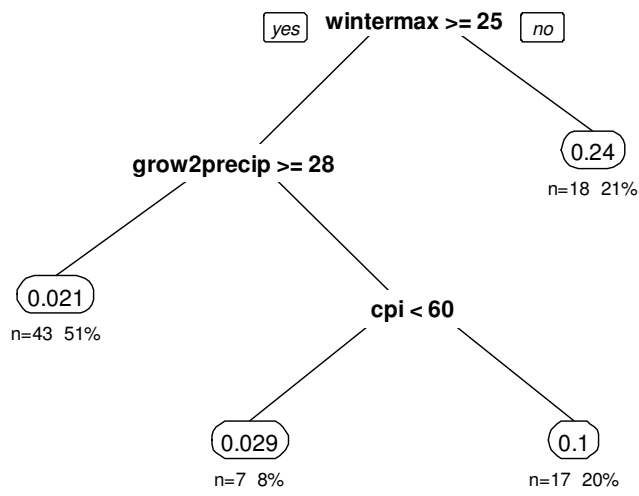 yes wintermax >= 25 no
0.24
n=18 21%
grow2precip >= 28
0.021
n=43 51%
cpi < 60
0.029
n=7 8%
0.1
n=17 20%